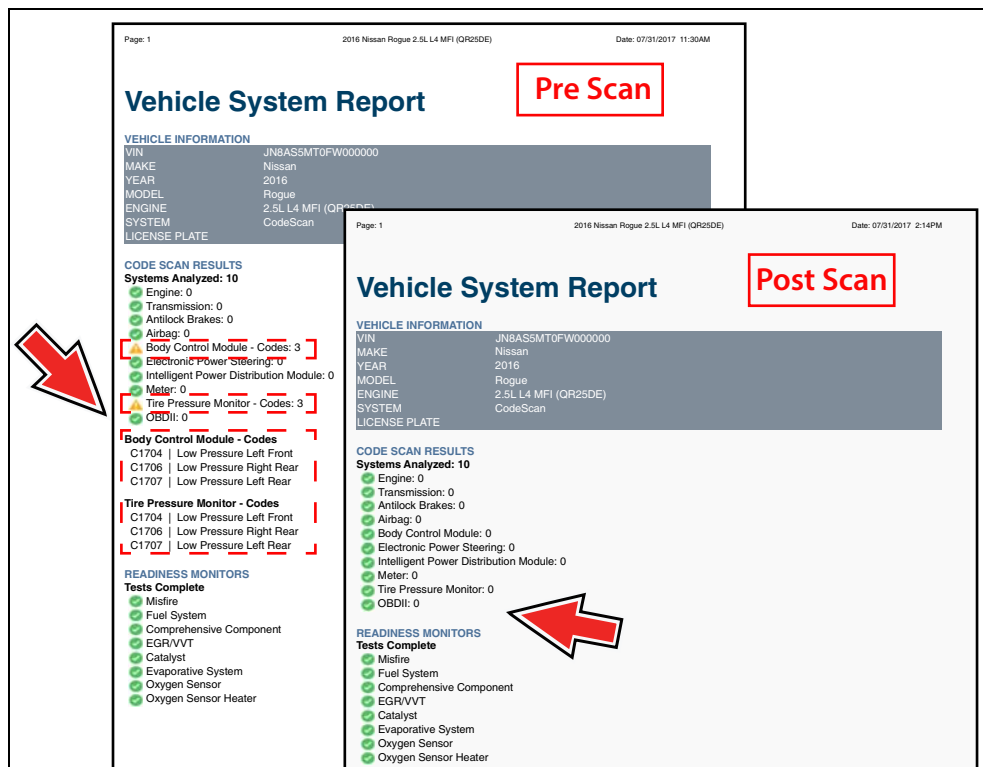 Page: 1 2016 Nissan Rogue 2.5L L4 MFI (QR25DE) Date: 07/31/2017 11:30AM
Pre Scan
Vehicle System Report
VEHICLE INFORMATION
VIN JN8AS5MT0FW000000
MAKE Nissan
YEAR 2016
MODEL Rogue
ENGINE 2.5L L4 MFI (QR25DE)
SYSTEM CodeScan
LICENSE PLATE
CODE SCAN RESULTS
Systems Analyzed: 10
Engine: 0
Transmission: 0
Antilock Brakes: 0
Airbag: 0
Body Control Module - Codes: 3
Electronic Power Steering: 0
Intelligent Power Distribution Module: 0
Meter: 0
Tire Pressure Monitor - Codes: 3
OBDII: 0
Body Control Module - Codes
C1704 | Low Pressure Left Front
C1706 | Low Pressure Right Rear
C1707 | Low Pressure Left Rear
Tire Pressure Monitor - Codes
C1704 | Low Pressure Left Front
C1706 | Low Pressure Right Rear
C1707 | Low Pressure Left Rear
READINESS MONITORS
Tests Complete
Misfire
Fuel System
Comprehensive Component
EGR/VVT
Catalyst
Evaporative System
Oxygen Sensor
Oxygen Sensor Heater
Page: 1 2016 Nissan Rogue 2.5L L4 MFI (QR25DE) Date: 07/31/2017 2:14PM
Post Scan
Vehicle System Report
VEHICLE INFORMATION
VIN JN8AS5MT0FW000000
MAKE Nissan
YEAR 2016
MODEL Rogue
ENGINE 2.5L L4 MFI (QR25DE)
SYSTEM CodeScan
LICENSE PLATE
CODE SCAN RESULTS
Systems Analyzed: 10
Engine: 0
Transmission: 0
Antilock Brakes: 0
Airbag: 0
Body Control Module: 0
Electronic Power Steering: 0
Intelligent Power Distribution Module: 0
Meter: 0
Tire Pressure Monitor: 0
OBDII: 0
READINESS MONITORS
Tests Complete
Misfire
Fuel System
Comprehensive Component
EGR/VVT
Catalyst
Evaporative System
Oxygen Sensor
Oxygen Sensor Heater